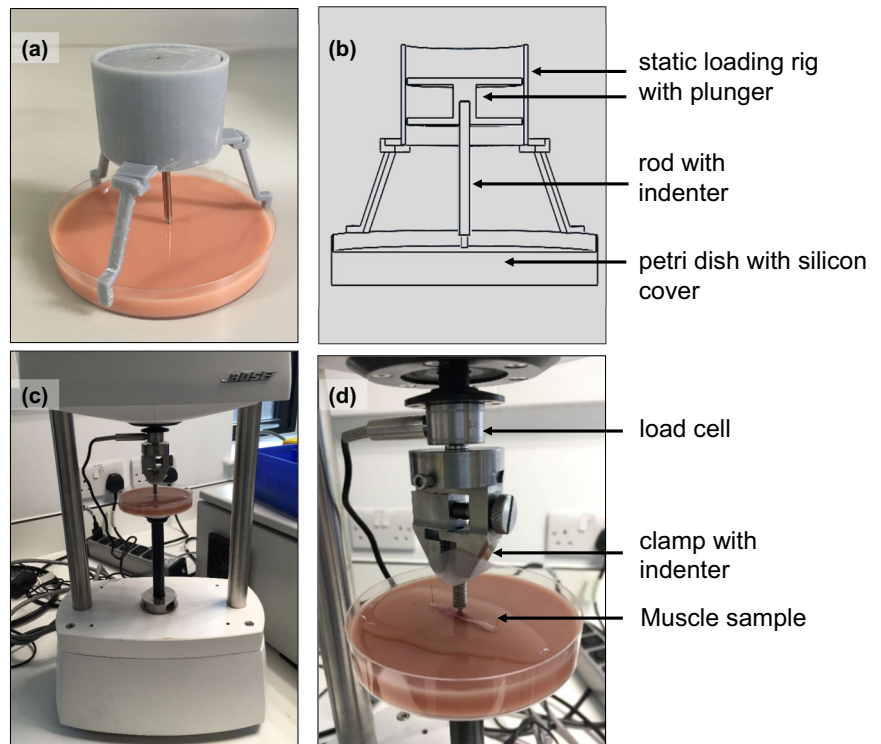 (a)
(b)
static loading rig
with plunger
rod with
indenter
petri dish with silicon
cover
(c)
BOSE
(d)
load cell
clamp with
indenter
Muscle sample